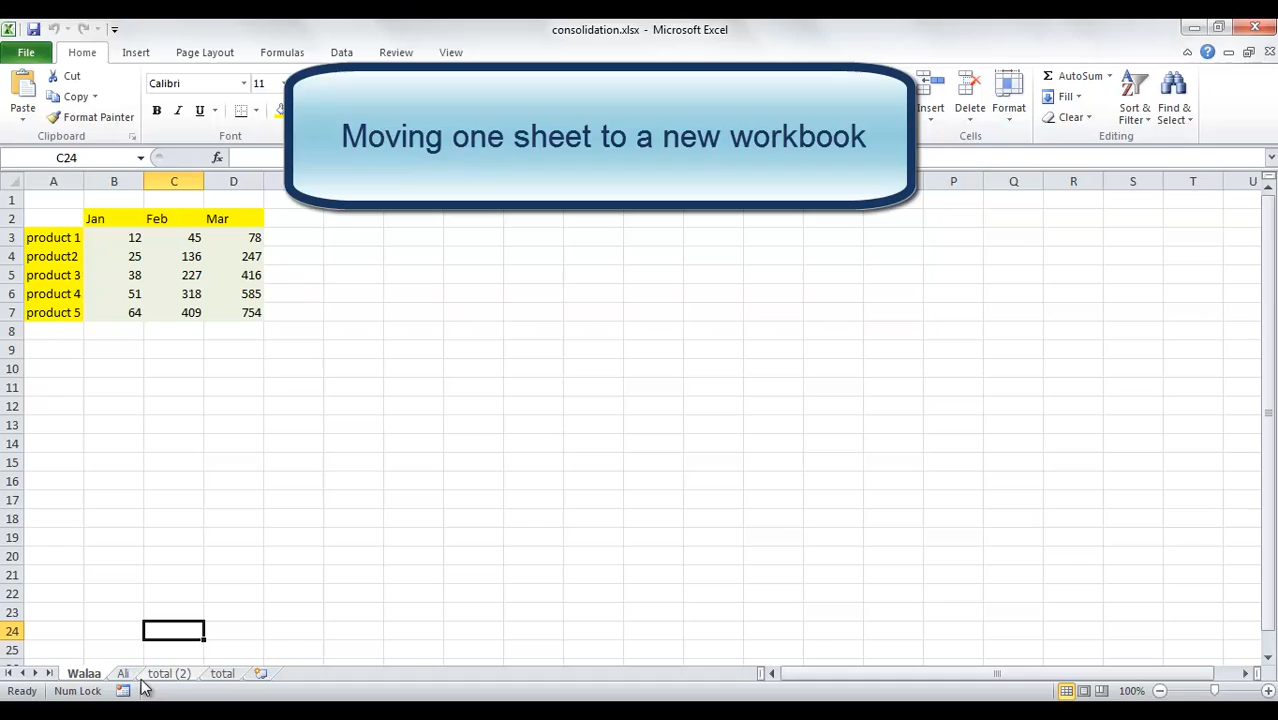 consolidation.xlsx - Microsoft Excel
File Home Insert Page Layout Formulas Data Review View
Paste Cut Copy Format Painter
Clipboard
Calibri 11
B I U
Font
Moving one sheet to a new workbook
Insert Delete Format
Cells
Σ AutoSum Fill Clear Sort & Filter Find & Select
Editing
C24 fx
A B C D P Q R S T U
1
2 Jan Feb Mar
3 product 1 12 45 78
4 product2 25 136 247
5 product 3 38 227 416
6 product 4 51 318 585
7 product 5 64 409 754
8
9
10
11
12
13
14
15
16
17
18
19
20
21
22
23
24
25
Walaa Ali total (2) total
Ready Num Lock 100%